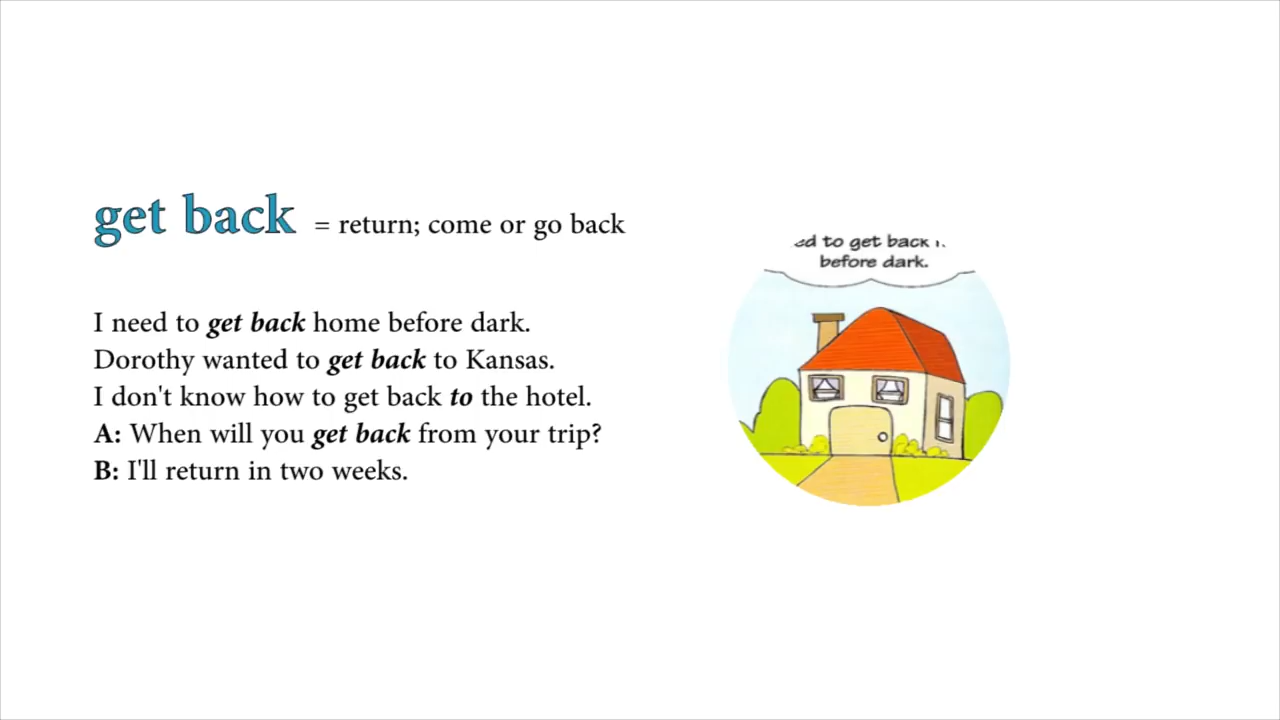 get back = return; come or go back
I need to get back home before dark.
Dorothy wanted to get back to Kansas.
I don't know how to get back to the hotel.
A: When will you get back from your trip?
B: I'll return in two weeks.
to get back
before dark.